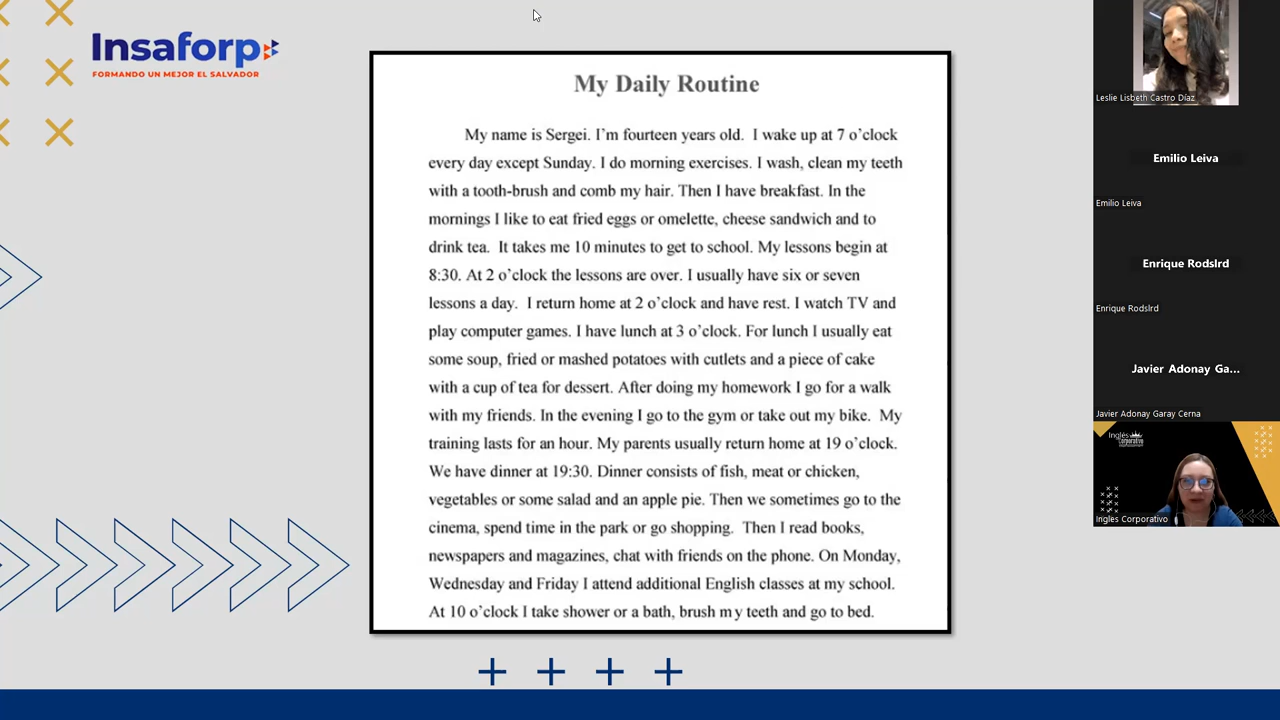 Insaforp
FORMANDO UN MEJOR EL SALVADOR
My Daily Routine
My name is Sergei. I'm fourteen years old. I wake up at 7 o'clock
every day except Sunday. I do morning exercises. I wash, clean my teeth
with a tooth-brush and comb my hair. Then I have breakfast. In the
mornings I like to eat fried eggs or omelette, cheese sandwich and to
drink tea. It takes me 10 minutes to get to school. My lessons begin at
8:30. At 2 o'clock the lessons are over. I usually have six or seven
lessons a day. I return home at 2 o'clock and have rest. I watch TV and
play computer games. I have lunch at 3 o'clock. For lunch I usually eat
some soup, fried or mashed potatoes with cutlets and a piece of cake
with a cup of tea for dessert. After doing my homework I go for a walk
with my friends. In the evening I go to the gym or take out my bike. My
training lasts for an hour. My parents usually return home at 19 o'clock.
We have dinner at 19:30. Dinner consists of fish, meat or chicken,
vegetables or some salad and an apple pie. Then we sometimes go to the
cinema, spend time in the park or go shopping. Then I read books,
newspapers and magazines, chat with friends on the phone. On Monday,
Wednesday and Friday I attend additional English classes at my school.
At 10 o'clock I take shower or a bath, brush my teeth and go to bed.
Leslie Lisbeth Castro Díaz
Emilio Leiva
Emilio Leiva
Enrique Rodslrd
Enrique Rodslrd
Javier Adonay Ga...
Javier Adonay Garay Cerna
Inglés
Corporativo
Ingles Corporativo